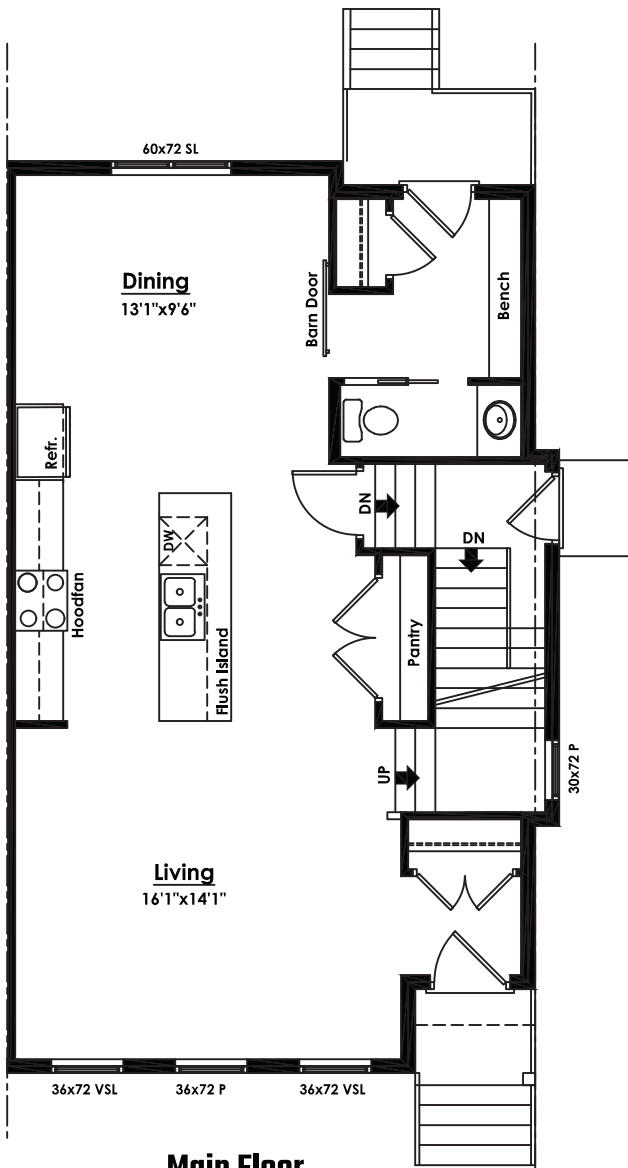 60x72 SL
Dining
13'1"x9'6"
Barn Door
Bench
Refr.
DN
DN
DW
Hoodfan
Flush Island
Pantry
UP
30x72 P
Living
16'1"x14'1"
36x72 VSL
36x72 P
36x72 VSL
Main Floor